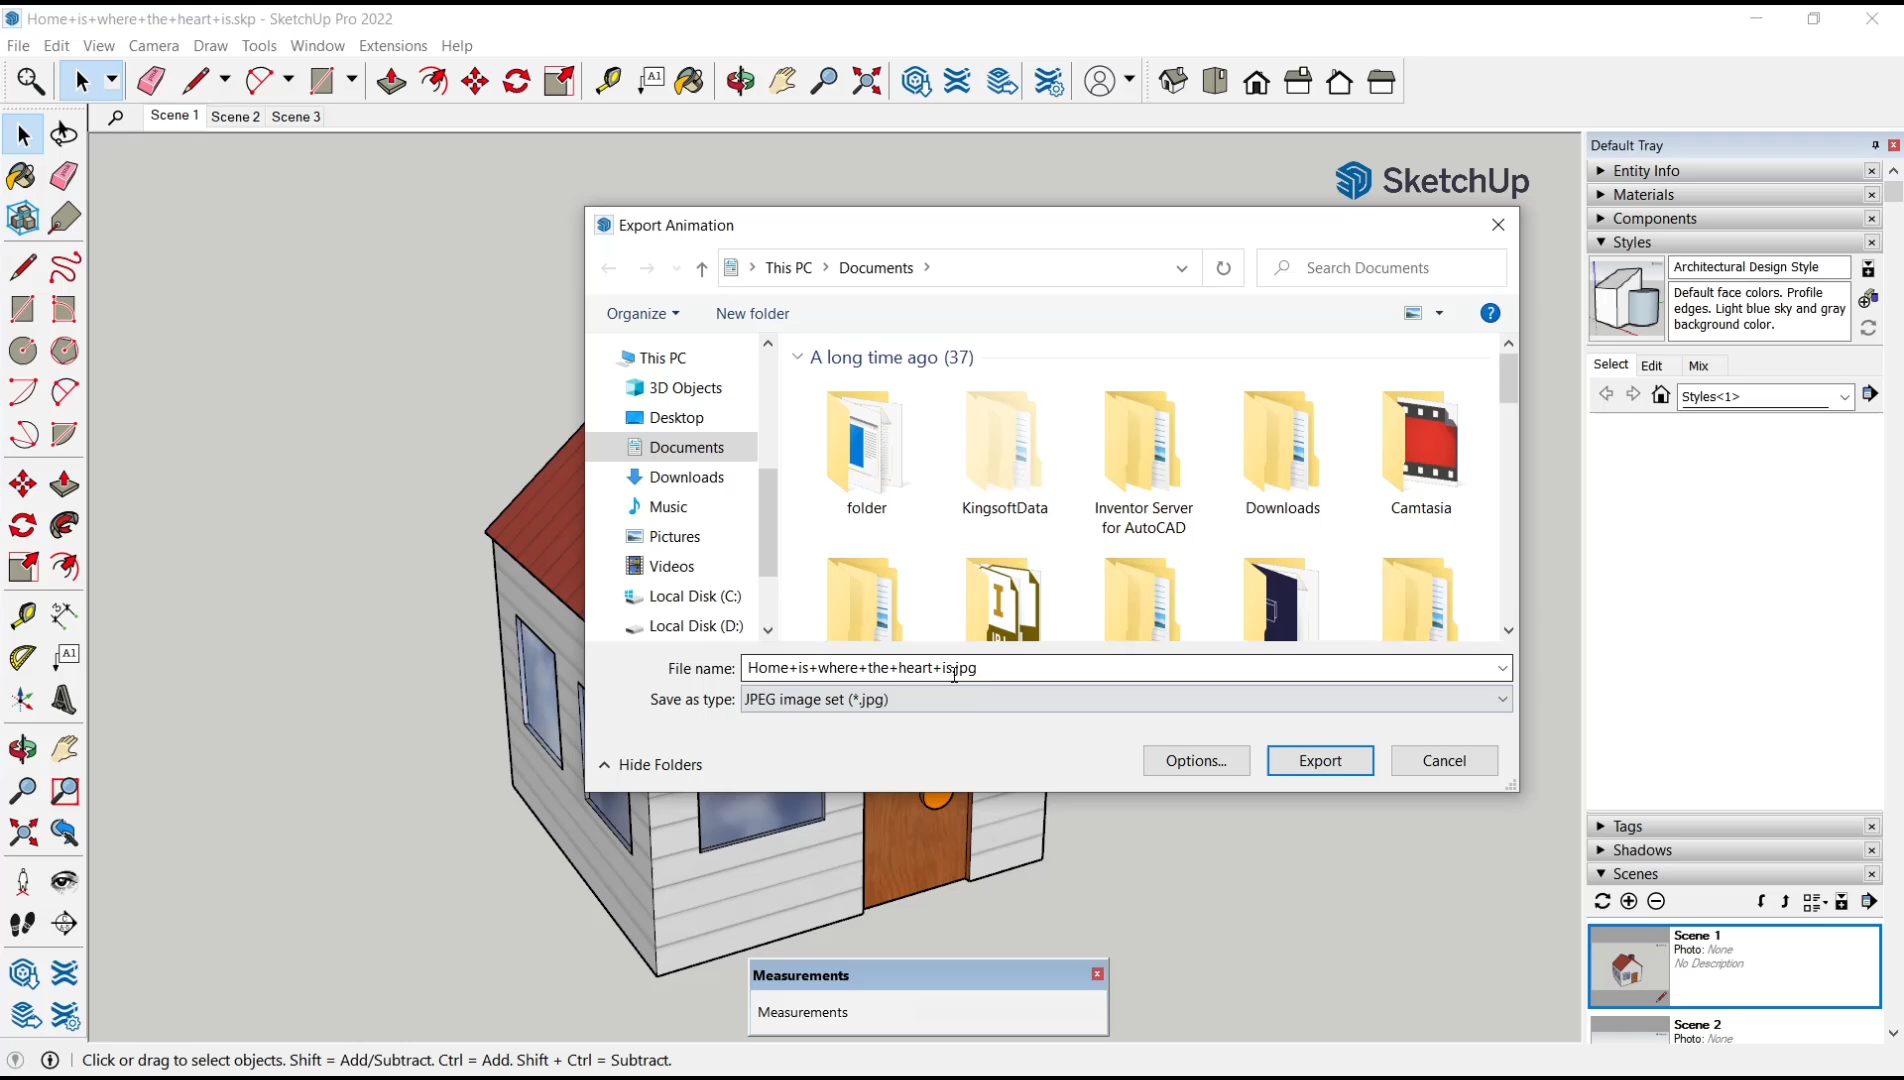 Home+is+where+the+heart+is.skp - SketchUp Pro 2022
File Edit View Camera Draw Tools Window Extensions Help
A1
Scene 1 Scene 2 Scene 3
Default Tray
Entity Info
Materials
Components
Styles
Architectural Design Style
Default face colors. Profile
edges. Light blue sky and gray
background color.
Select Edit Mix
Styles<1>
SketchUp
Export Animation
This PC Documents
Search Documents
Organize New folder
This PC
3D Objects
Desktop
Documents
Downloads
Music
Pictures
Videos
Local Disk (C:)
Local Disk (D:)
A long time ago (37)
folder
KingsoftData
Inventor Server
for AutoCAD
Downloads
Camtasia
File name: Home+is+where+the+heart+is.jpg
Save as type: JPEG image set (*.jpg)
Hide Folders
Options...
Export
Cancel
A1
Tags
Shadows
Scenes
Scene 1
Photo: None
No Description
Scene 2
Photo: None
Measurements
Measurements
Click or drag to select objects. Shift = Add/Subtract. Ctrl = Add. Shift + Ctrl = Subtract.